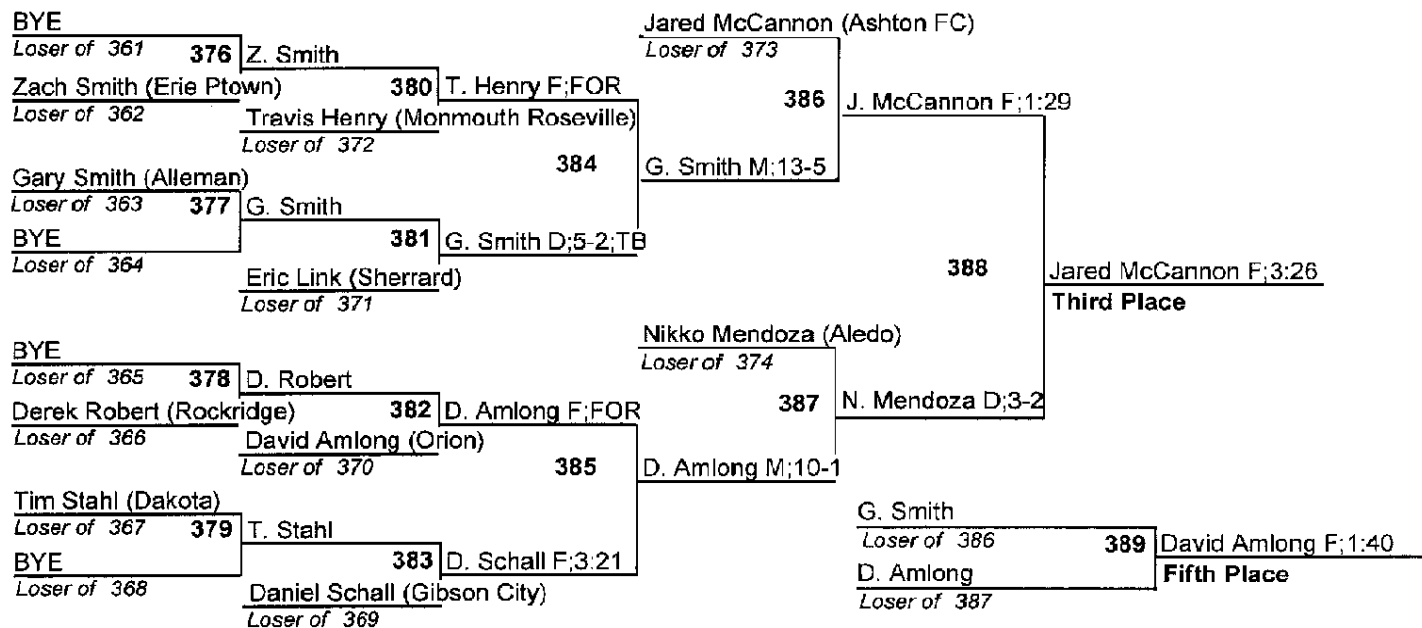 BYE
Loser of 361
376
Z. Smith
Zach Smith (Erie Ptown)
Loser of 362
380
T. Henry F;FOR
Travis Henry (Monmouth Roseville)
Loser of 372
Gary Smith (Alleman)
Loser of 363
377
G. Smith
BYE
Loser of 364
381
G. Smith D;5-2;TB
Eric Link (Sherrard)
Loser of 371
384
G. Smith M;13-5
Jared McCannon (Ashton FC)
Loser of 373
386
J. McCannon F;1:29
BYE
Loser of 365
378
D. Robert
Derek Robert (Rockridge)
Loser of 366
382
D. Amlong F;FOR
David Amlong (Orion)
Loser of 370
Tim Stahl (Dakota)
Loser of 367
379
T. Stahl
BYE
Loser of 368
383
D. Schall F;3:21
Daniel Schall (Gibson City)
Loser of 369
385
D. Amlong M;10-1
Nikko Mendoza (Aledo)
Loser of 374
387
N. Mendoza D;3-2
388
Jared McCannon F;3:26
Third Place
G. Smith
Loser of 386
389
David Amlong F;1:40
D. Amlong
Fifth Place
Loser of 387